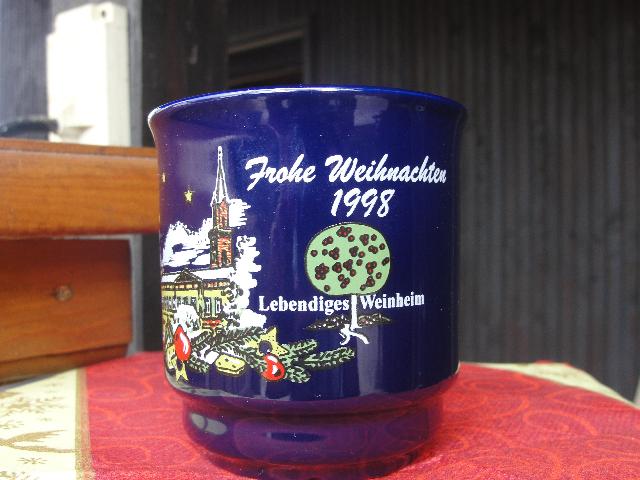 Frohe Weihnachten
1998
Lebendiges Weinheim